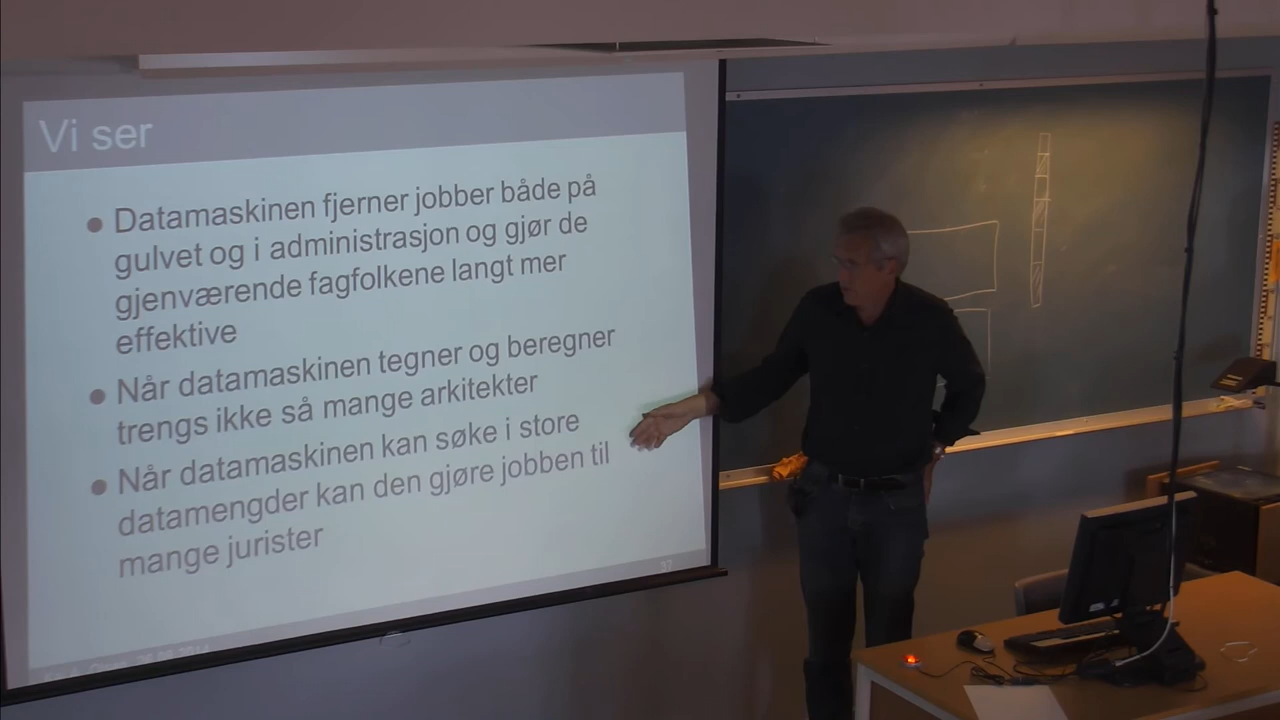 Vi ser
Datamaskinen fjerner jobber både på
gulvet og i administrasjon og gjør de
gjenværende fagfolkene langt mer
effektive
Når datamaskinen tegner og beregner
trengs ikke så mange arkitekter
Når datamaskinen kan søke i store
datamengder kan den gjøre jobben til
mange jurister
37